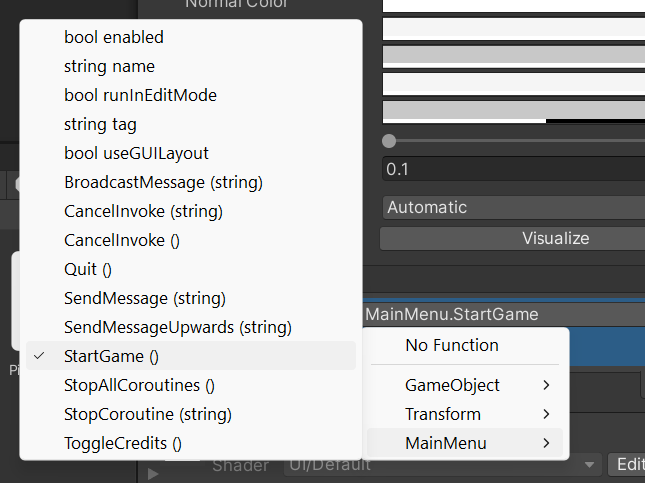 Normal Color
bool enabled
string name
bool runInEditMode
string tag
bool useGUILayout
BroadcastMessage (string)
CancelInvoke (string)
CancelInvoke ()
Quit ()
SendMessage (string)
SendMessageUpwards (string)
StartGame ()
StopAllCoroutines ()
StopCoroutine (string)
ToggleCredits ()
0.1
Automatic
Visualize
MainMenu.StartGame
No Function
GameObject
Transform
MainMenu
Pi
Shader
UI/Default
Edit